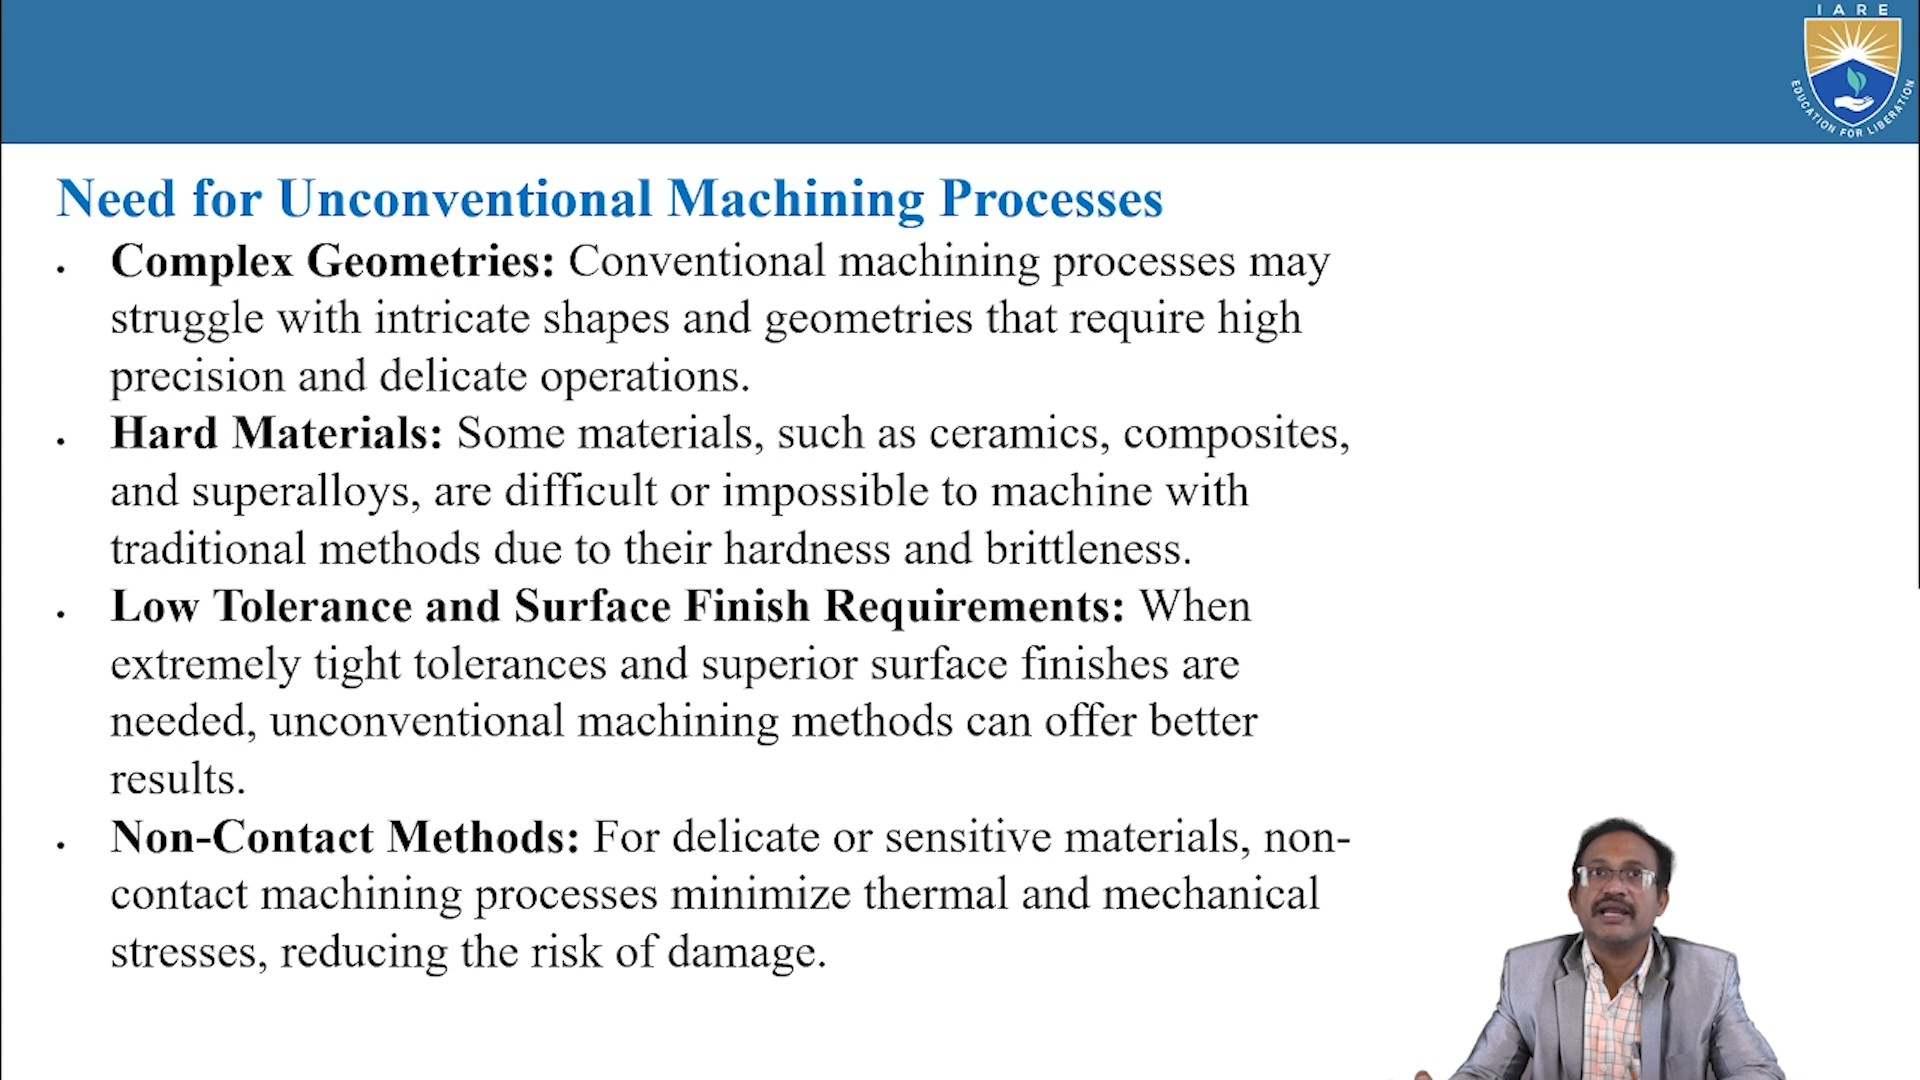 IARE
EDUCATION FOR LIBERATION
Need for Unconventional Machining Processes
• Complex Geometries: Conventional machining processes may
struggle with intricate shapes and geometries that require high
precision and delicate operations.
• Hard Materials: Some materials, such as ceramics, composites,
and superalloys, are difficult or impossible to machine with
traditional methods due to their hardness and brittleness.
• Low Tolerance and Surface Finish Requirements: When
extremely tight tolerances and superior surface finishes are
needed, unconventional machining methods can offer better
results.
• Non-Contact Methods: For delicate or sensitive materials, non-
contact machining processes minimize thermal and mechanical
stresses, reducing the risk of damage.